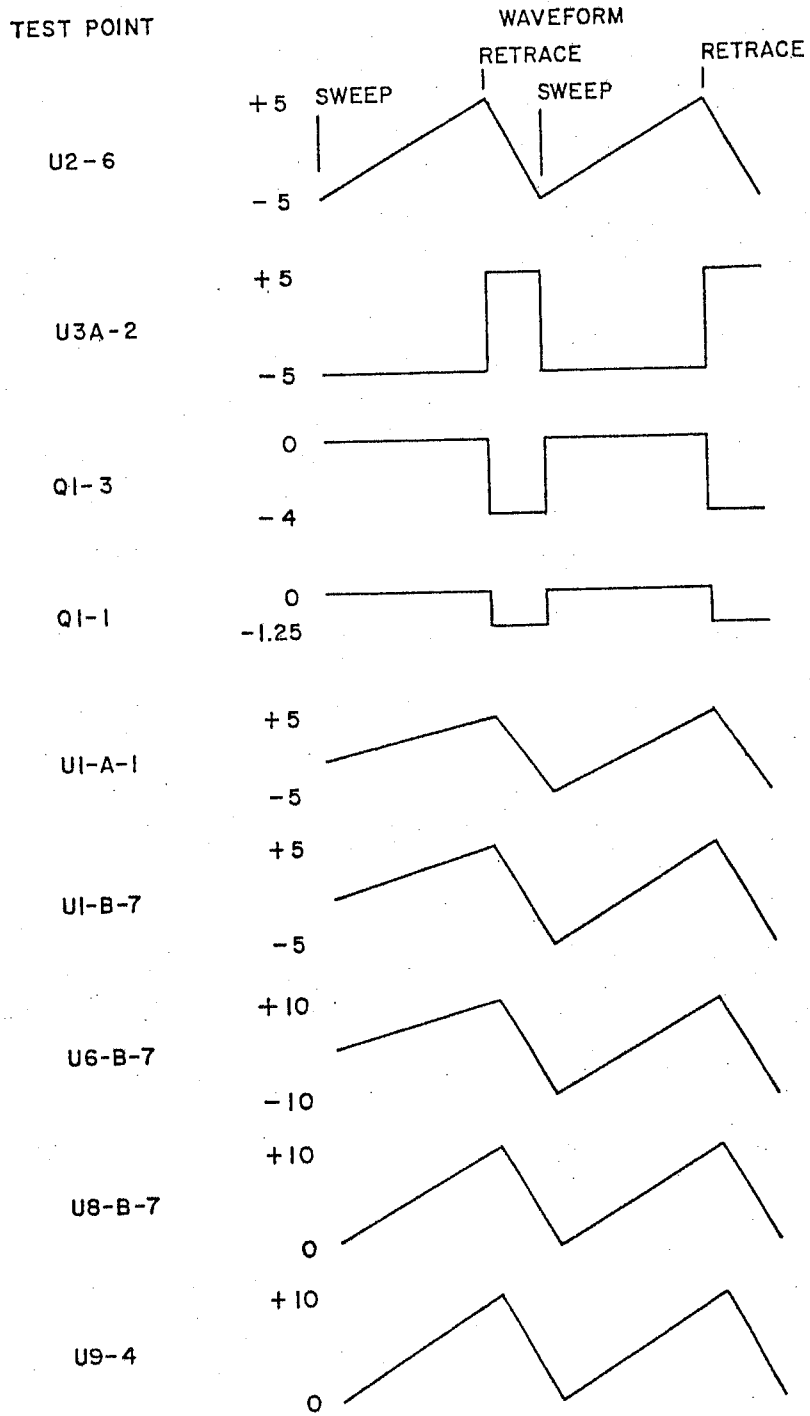 TEST POINT
WAVEFORM
RETRACE
RETRACE
SWEEP
SWEEP
+5
U2-6
-5
+5
U3A-2
-5
0
Q1-3
-4
0
Q1-1
-1.25
+5
U1-A-1
-5
+5
U1-B-7
-5
+10
U6-B-7
-10
+10
U8-B-7
0
+10
U9-4
0